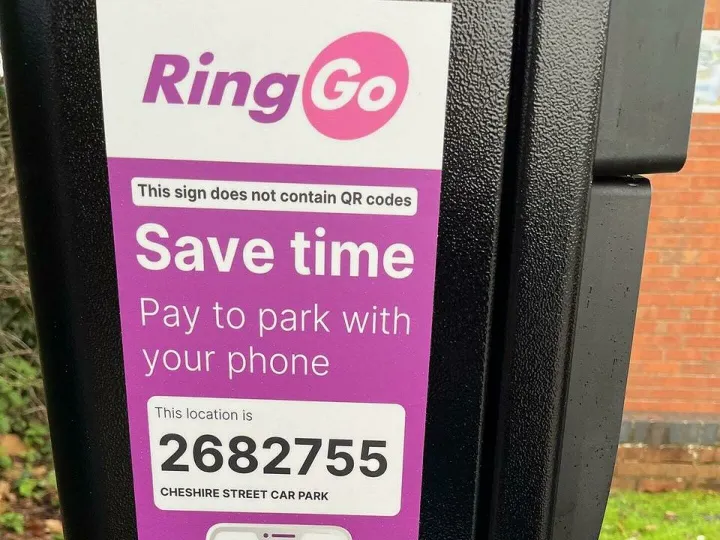 RingGo
This sign does not contain QR codes
Save time
Pay to park with
your phone
This location is
2682755
CHESHIRE STREET CAR PARK